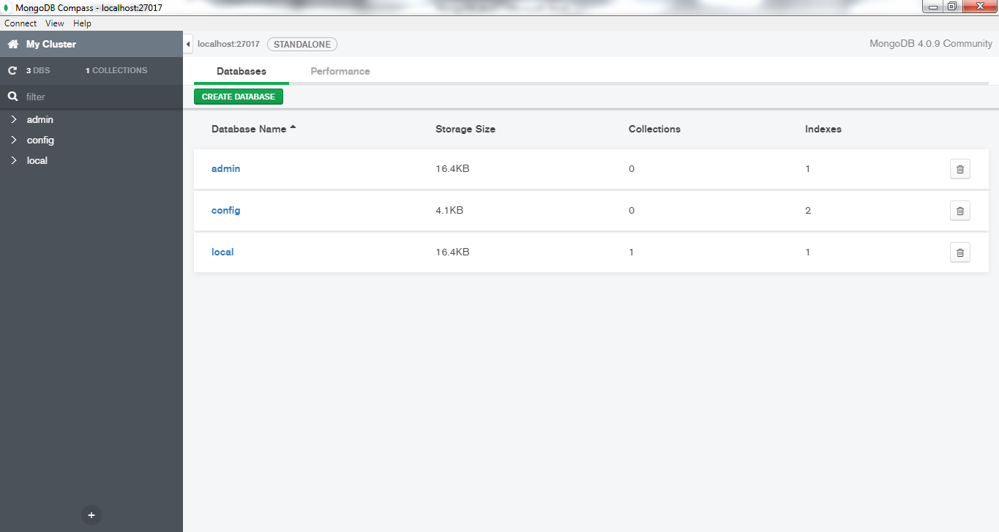 MongoDB Compass - localhost:27017
Connect View Help
My Cluster
localhost:27017 STANDALONE
MongoDB 4.0.9 Community
3 DBS 1 COLLECTIONS
Databases Performance
filter
CREATE DATABASE
admin
config
local
Database Name Storage Size Collections Indexes
admin 16.4KB 0 1
config 4.1KB 0 2
local 16.4KB 1 1